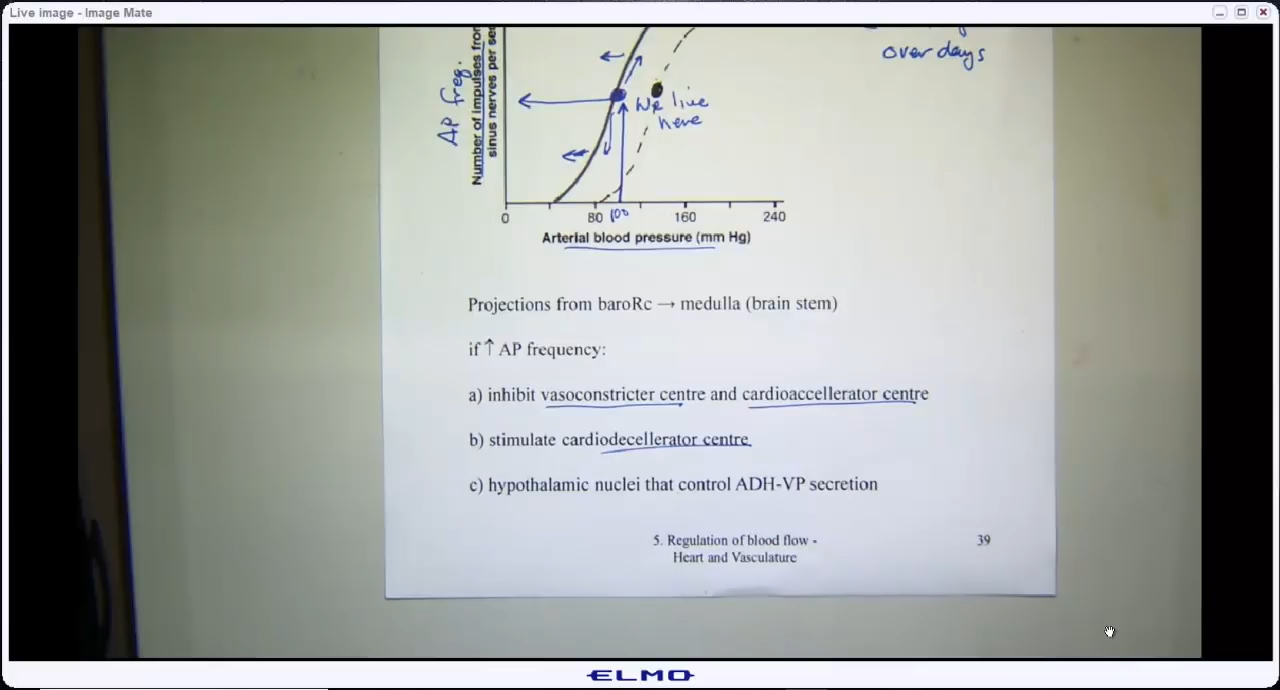 Live image - Image Mate
over days
AP freq.
Number of impulses from
sinus nerves per se
We live
here
0
80
100
160
240
Arterial blood pressure (mm Hg)
Projections from baroRc → medulla (brain stem)
if ↑ AP frequency:
a) inhibit vasoconstricter centre and cardioaccellerator centre
b) stimulate cardiodecellerator centre
c) hypothalamic nuclei that control ADH-VP secretion
5. Regulation of blood flow -
Heart and Vasculature
39
ELMO